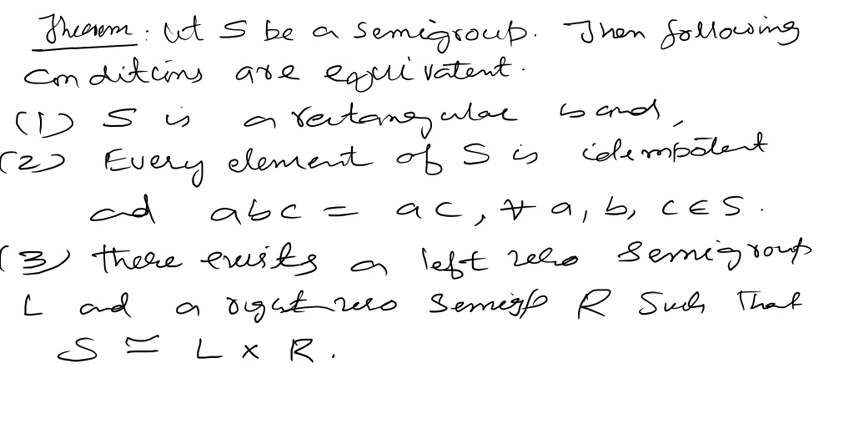 Theorem: Let S be a semigroup. Then following
conditions are equivalent.
(1) S is a rectangular band,
(2) Every element of S is idempotent
and abc = ac, ∀ a, b, c ∈ S.
(3) there exists a left zero semigroup
L and a right zero semigp R such that
S ≅ L × R.